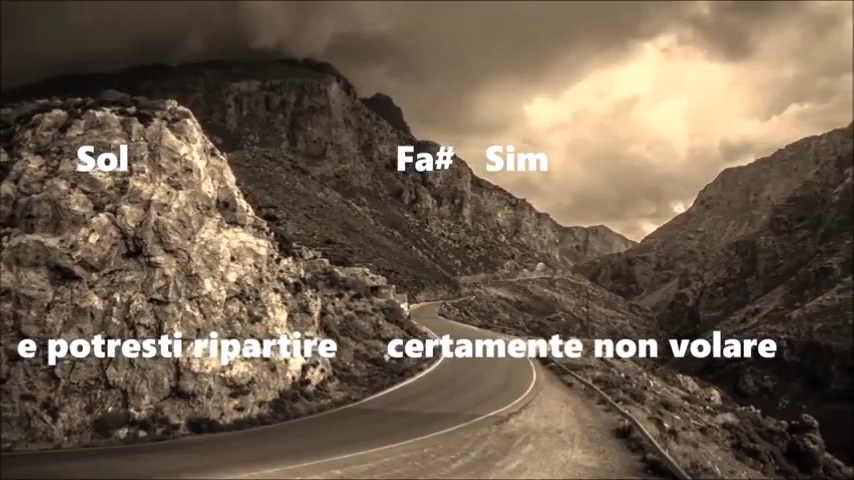 Sol Fa# Sim
e potresti ripartire certamente non volare